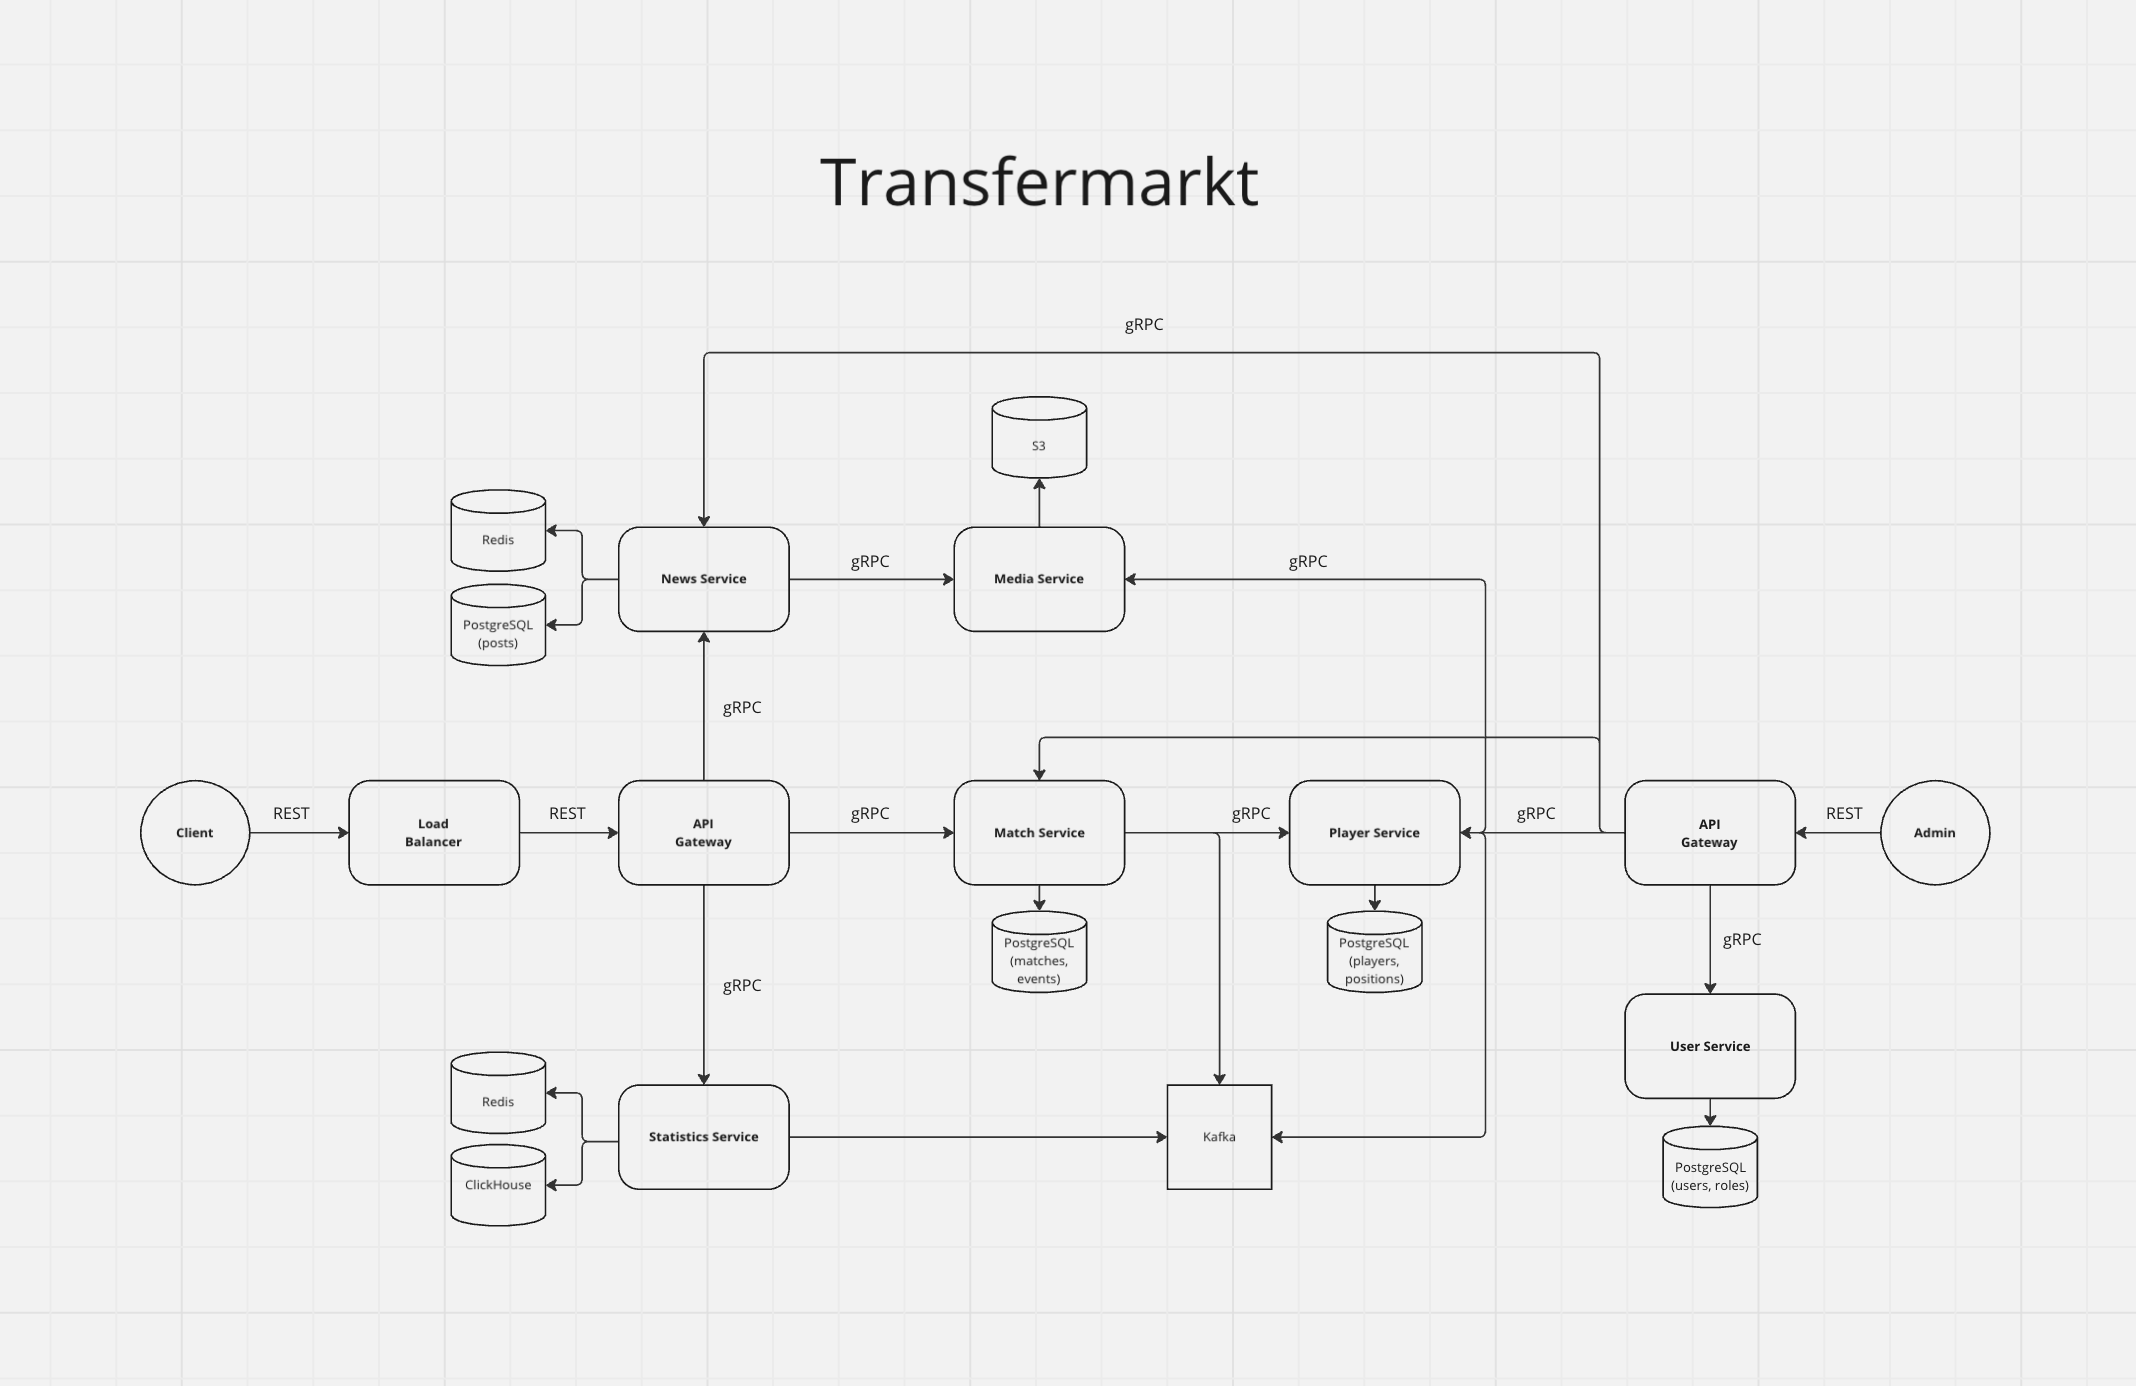 Transfermarkt
gRPC
S3
Redis
PostgreSQL
(posts)
News Service
gRPC
Media Service
gRPC
gRPC
Client
REST
Load
Balancer
REST
API
Gateway
gRPC
Match Service
gRPC
Player Service
gRPC
API
Gateway
REST
Admin
PostgreSQL
(matches,
events)
PostgreSQL
(players,
positions)
gRPC
gRPC
User Service
Redis
ClickHouse
Statistics Service
Kafka
PostgreSQL
(users, roles)